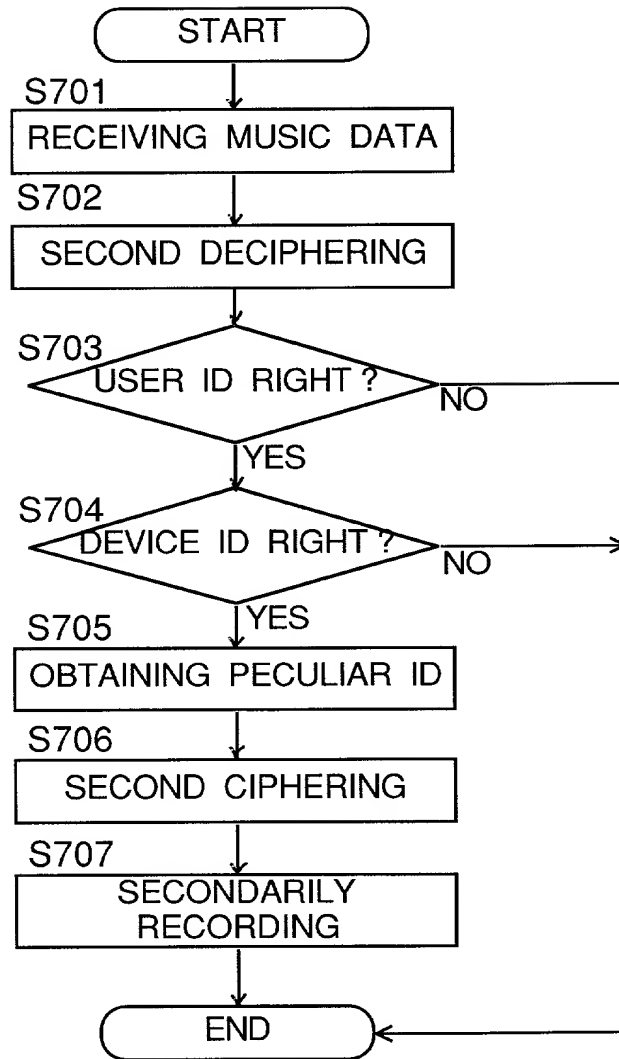 START
S701
RECEIVING MUSIC DATA
S702
SECOND DECIPHERING
S703
USER ID RIGHT ?
NO
YES
S704
DEVICE ID RIGHT ?
NO
YES
S705
OBTAINING PECULIAR ID
S706
SECOND CIPHERING
S707
SECONDARILY
RECORDING
END